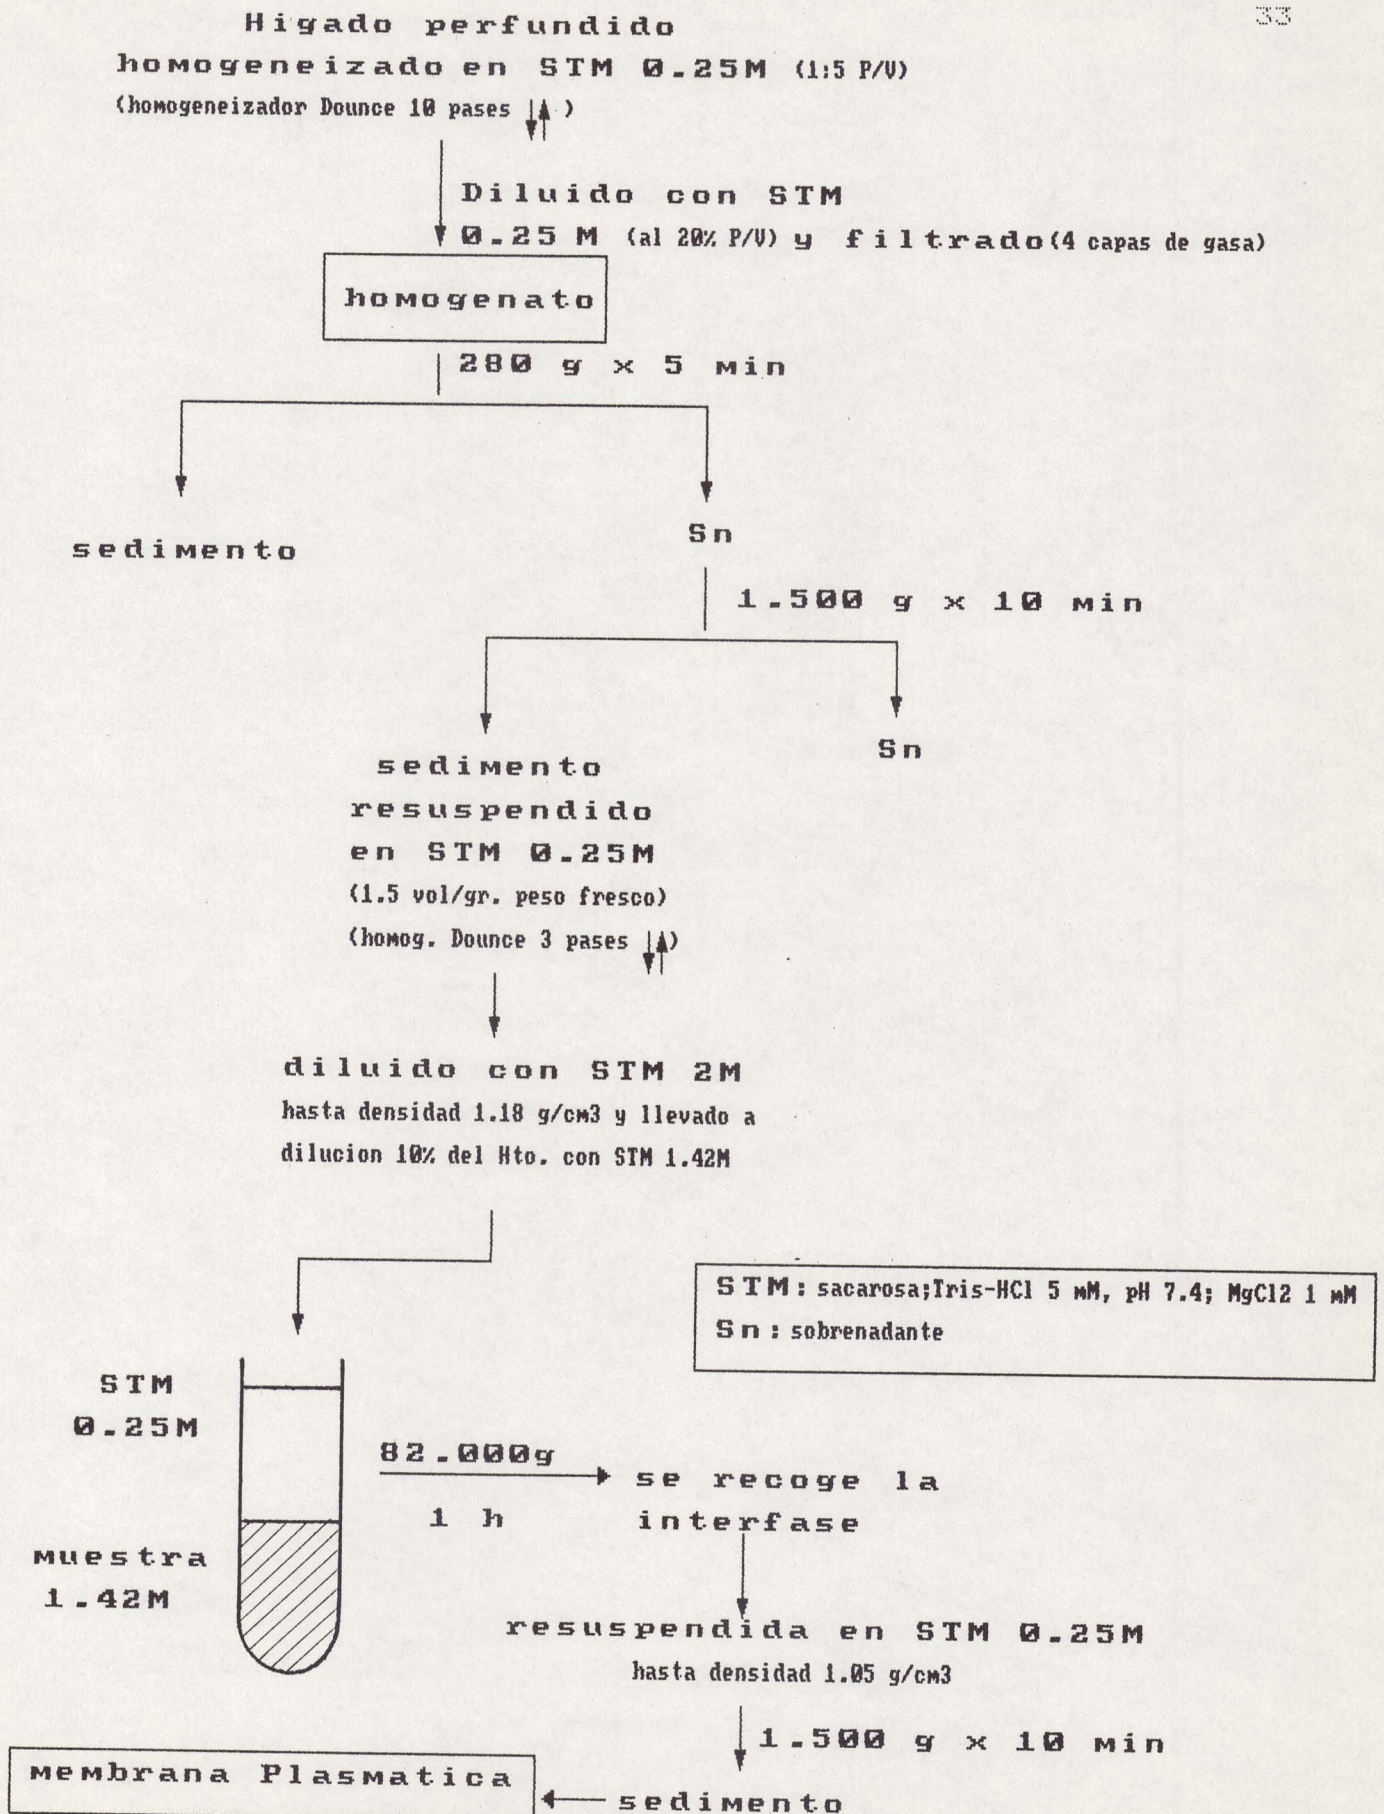 33
Higado perfundido
homogeneizado en STM 0.25M (1:5 P/V)
(homogeneizador Dounce 10 pases ↓↑)
Diluido con STM
0.25 M (al 20% P/V) y filtrado (4 capas de gasa)
homogenato
280 g x 5 min
sedimento
Sn
1.500 g x 10 min
Sn
sedimento
resuspendido
en STM 0.25M
(1.5 vol/gr. peso fresco)
(homog. Dounce 3 pases ↓↑)
diluido con STM 2M
hasta densidad 1.18 g/cm3 y llevado a
dilucion 10% del Hto. con STM 1.42M
STM: sacarosa;Tris-HCl 5 mM, pH 7.4; MgCl2 1 mM
Sn: sobrenadante
STM
0.25M
82.000g
1 h
se recoge la
interfase
muestra
1.42M
resuspendida en STM 0.25M
hasta densidad 1.05 g/cm3
1.500 g x 10 min
sedimento
membrana Plasmatica